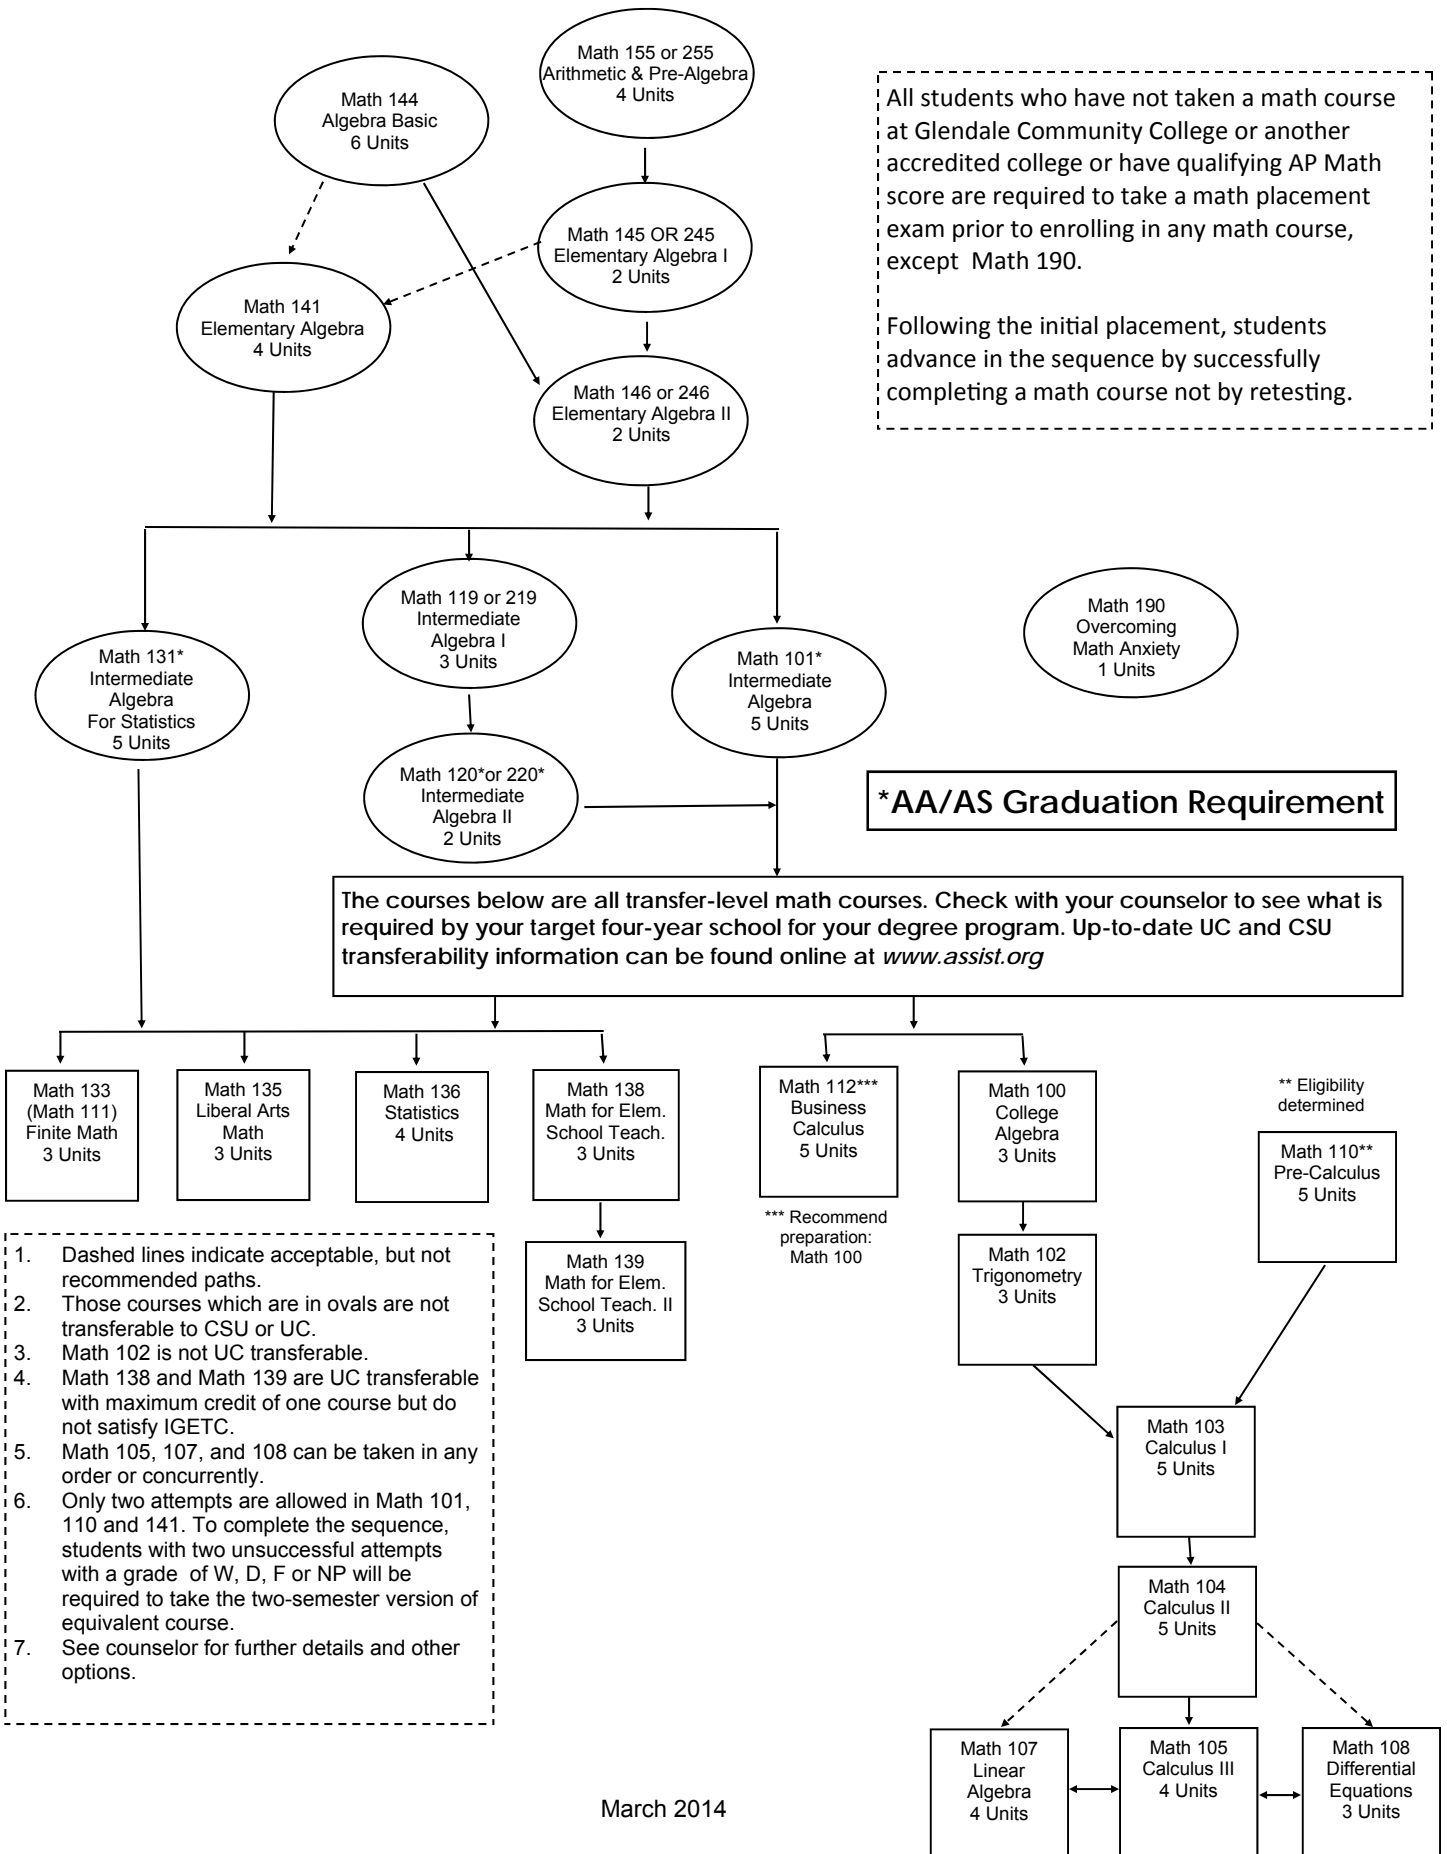 Math 155 or 255
Arithmetic & Pre-Algebra
4 Units
Math 144
Algebra Basic
6 Units
All students who have not taken a math course
at Glendale Community College or another
accredited college or have qualifying AP Math
score are required to take a math placement
exam prior to enrolling in any math course,
except  Math 190.
Following the initial placement, students
advance in the sequence by successfully
completing a math course not by retesting.
Math 145 OR 245
Elementary Algebra I
2 Units
Math 141
Elementary Algebra
4 Units
Math 146 or 246
Elementary Algebra II
2 Units
Math 119 or 219
Intermediate
Algebra I
3 Units
Math 190
Overcoming
Math Anxiety
1 Units
Math 131*
Intermediate
Algebra
For Statistics
5 Units
Math 101*
Intermediate
Algebra
5 Units
Math 120*or 220*
Intermediate
Algebra II
2 Units
*AA/AS Graduation Requirement
The courses below are all transfer-level math courses. Check with your counselor to see what is
required by your target four-year school for your degree program. Up-to-date UC and CSU
transferability information can be found online at www.assist.org
Math 133
(Math 111)
Finite Math
3 Units
Math 135
Liberal Arts
Math
3 Units
Math 136
Statistics
4 Units
Math 138
Math for Elem.
School Teach.
3 Units
Math 112***
Business
Calculus
5 Units
Math 100
College
Algebra
3 Units
** Eligibility
determined
Math 110**
Pre-Calculus
5 Units
*** Recommend
preparation:
Math 100
Math 139
Math for Elem.
School Teach. II
3 Units
Math 102
Trigonometry
3 Units
1. Dashed lines indicate acceptable, but not
recommended paths.
2. Those courses which are in ovals are not
transferable to CSU or UC.
3. Math 102 is not UC transferable.
4. Math 138 and Math 139 are UC transferable
with maximum credit of one course but do
not satisfy IGETC.
5. Math 105, 107, and 108 can be taken in any
order or concurrently.
6. Only two attempts are allowed in Math 101,
110 and 141. To complete the sequence,
students with two unsuccessful attempts
with a grade  of W, D, F or NP will be
required to take the two-semester version of
equivalent course.
7. See counselor for further details and other
options.
Math 103
Calculus I
5 Units
Math 104
Calculus II
5 Units
Math 107
Linear
Algebra
4 Units
Math 105
Calculus III
4 Units
Math 108
Differential
Equations
3 Units
March 2014